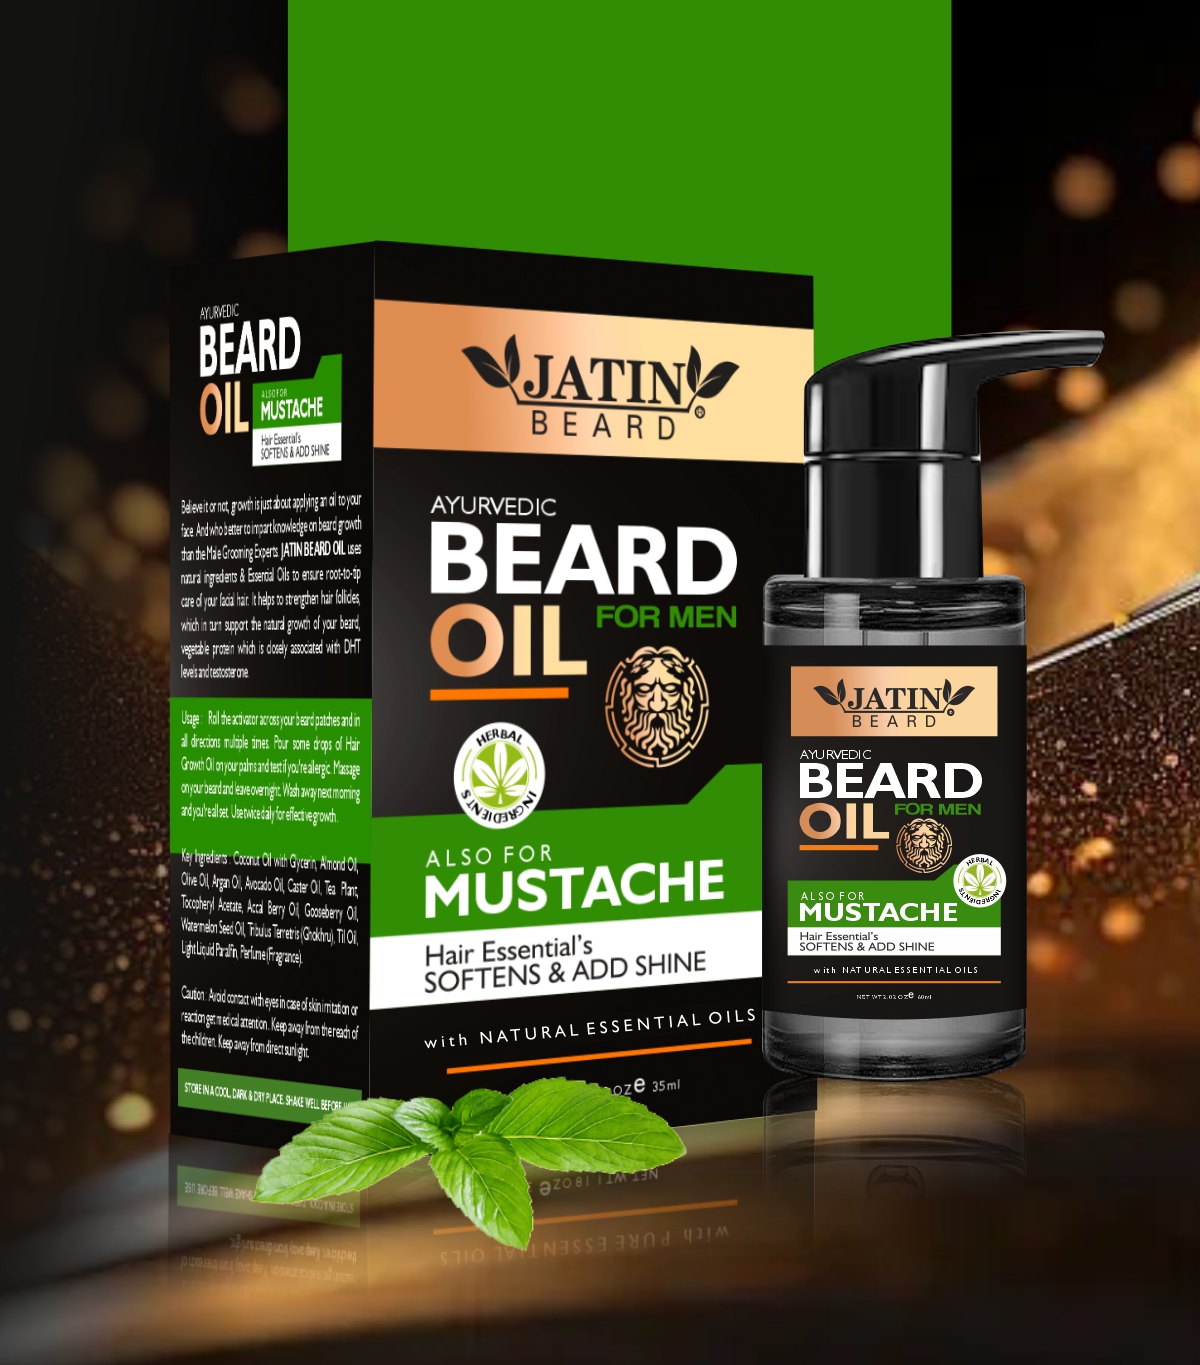 AYURVEDIC
BEARD
OIL
ALSO FOR
MUSTACHE
Hair Essential's
SOFTENS & ADD SHINE
Believe it or not, growth is just about applying an oil to your
face. And who better to impart knowledge on beard growth
than the Male Grooming Experts. JATIN BEARD OIL uses
natural ingredients & Essential Oils to ensure root-to-tip
care of your facial hair. It helps to strengthen hair follicles,
which in turn support the natural growth of your beard,
vegetable protein which is closely associated with DHT
levels and testosterone.
Usage : Roll the activator across your beard patches and in
all directions multiple times. Pour some drops of Hair
Growth Oil on your palms and test if you're allergic. Massage
on your beard and leave overnight. Wash away next morning
and you're all set. Use twice daily for effective growth.
Key Ingredients : Coconut Oil with Glycerin, Almond Oil,
Olive Oil, Argan Oil, Avocado Oil, Caster Oil, Tea Plant,
Tocopheryl Acetate, Accai Berry Oil, Gooseberry Oil,
Watermelon Seed Oil, Tribulus Terretris (Ghokhru), Til Oil,
Light Liquid Paraffin, Perfume (Fragrance).
Caution : Avoid contact with eyes in case of skin irritation or
reaction get medical attention. Keep away from the reach of
the children. Keep away from direct sunlight.
STORE IN A COOL, DARK & DRY PLACE. SHAKE WELL BEFORE
JATIN®
BEARD
AYURVEDIC
BEARD
OIL FOR MEN
HERBAL
INGREDIENTS
ALSO FOR
MUSTACHE
Hair Essential's
SOFTENS & ADD SHINE
with NATURAL ESSENTIAL OILS
OZ e 35ml
JATIN
BEARD
AYURVEDIC
BEARD
OIL FOR MEN
HERBAL
INGREDIENTS
ALSO FOR
MUSTACHE
Hair Essential's
SOFTENS & ADD SHINE
with NATURAL ESSENTIAL OILS
NET WT 2.02 OZ e 60ml